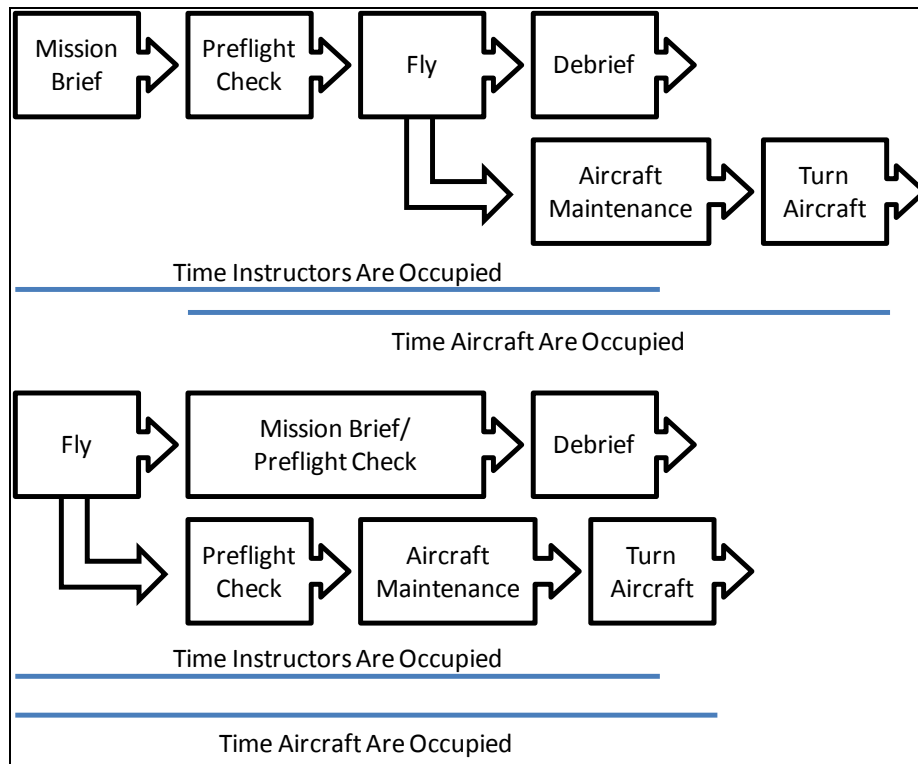 Mission
Brief
Preflight
Check
Fly
Debrief
Aircraft
Maintenance
Turn
Aircraft
Time Instructors Are Occupied
Time Aircraft Are Occupied
Fly
Mission Brief/
Preflight Check
Debrief
Preflight
Check
Aircraft
Maintenance
Turn
Aircraft
Time Instructors Are Occupied
Time Aircraft Are Occupied